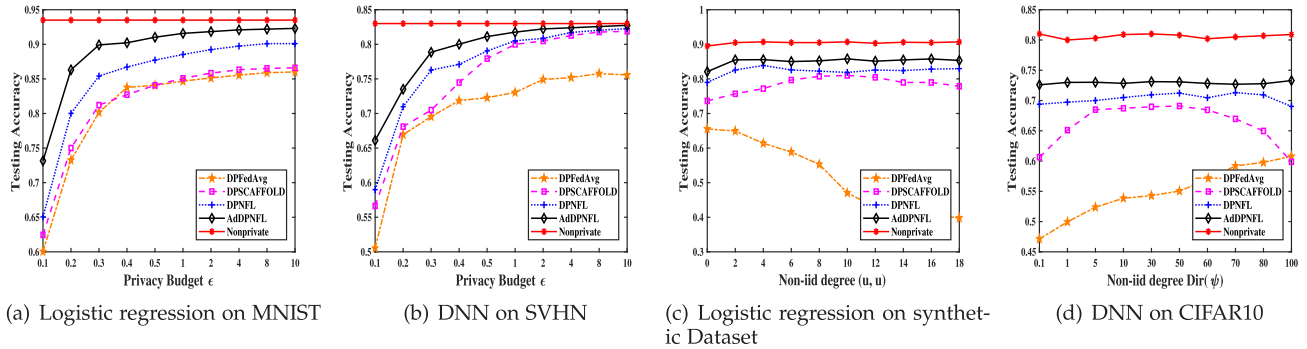 Testing Accuracy
0.95
0.9
0.85
0.8
0.75
0.7
0.65
0.6
0.1 0.2 0.3 0.4 0.5 1 2 4 8 10
Privacy Budget ϵ
DPFedAvg
DPSCAFFOLD
DPNFL
AdDPNFL
Nonprivate
(a) Logistic regression on MNIST
Testing Accuracy
0.85
0.8
0.75
0.7
0.65
0.6
0.55
0.5
0.1 0.2 0.3 0.4 0.5 1 2 4 8 10
Privacy Budget ϵ
DPFedAvg
DPSCAFFOLD
DPNFL
AdDPNFL
Nonprivate
(b) DNN on SVHN
Testing Accuracy
1
0.9
0.8
0.7
0.6
0.5
0.4
0.3
0 2 4 6 8 10 12 14 16 18
Non-iid degree (u, u)
DPFedAvg
DPSCAFFOLD
DPNFL
AdDPNFL
Nonprivate
(c) Logistic regression on synthet-
ic Dataset
Testing Accuracy
0.85
0.8
0.75
0.7
0.65
0.6
0.55
0.5
0.45
0.1 1 5 10 30 50 60 70 80 100
Non-iid degree Dir(ψ)
DPFedAvg
DPSCAFFOLD
DPNFL
AdDPNFL
Nonprivate
(d) DNN on CIFAR10